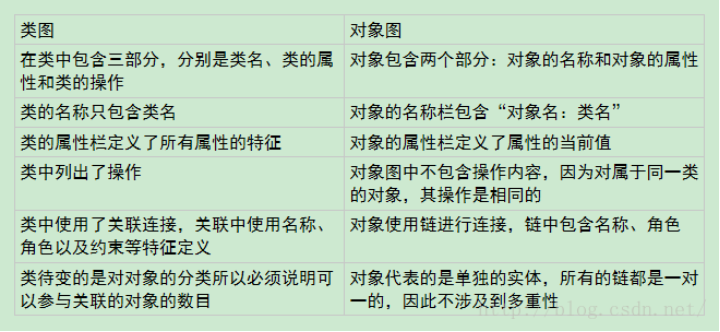 类图
对象图
在类中包含三部分，分别是类名、类的属
性和类的操作
对象包含两个部分：对象的名称和对象的属性
类的名称只包含类名
对象的名称栏包含“对象名：类名”
类的属性栏定义了所有属性的特征
对象的属性栏定义了属性的当前值
类中列出了操作
对象图中不包含操作内容，因为对属于同一类
的对象，其操作是相同的
类中使用了关联连接，关联中使用名称、
角色以及约束等特征定义
对象使用链进行连接，链中包含名称、角色
类待变的是对对象的分类所以必须说明可
以参与关联的对象的数目
对象代表的是单独的实体，所有的链都是一对
一的，因此不涉及到多重性
http://blog.csdn.net/